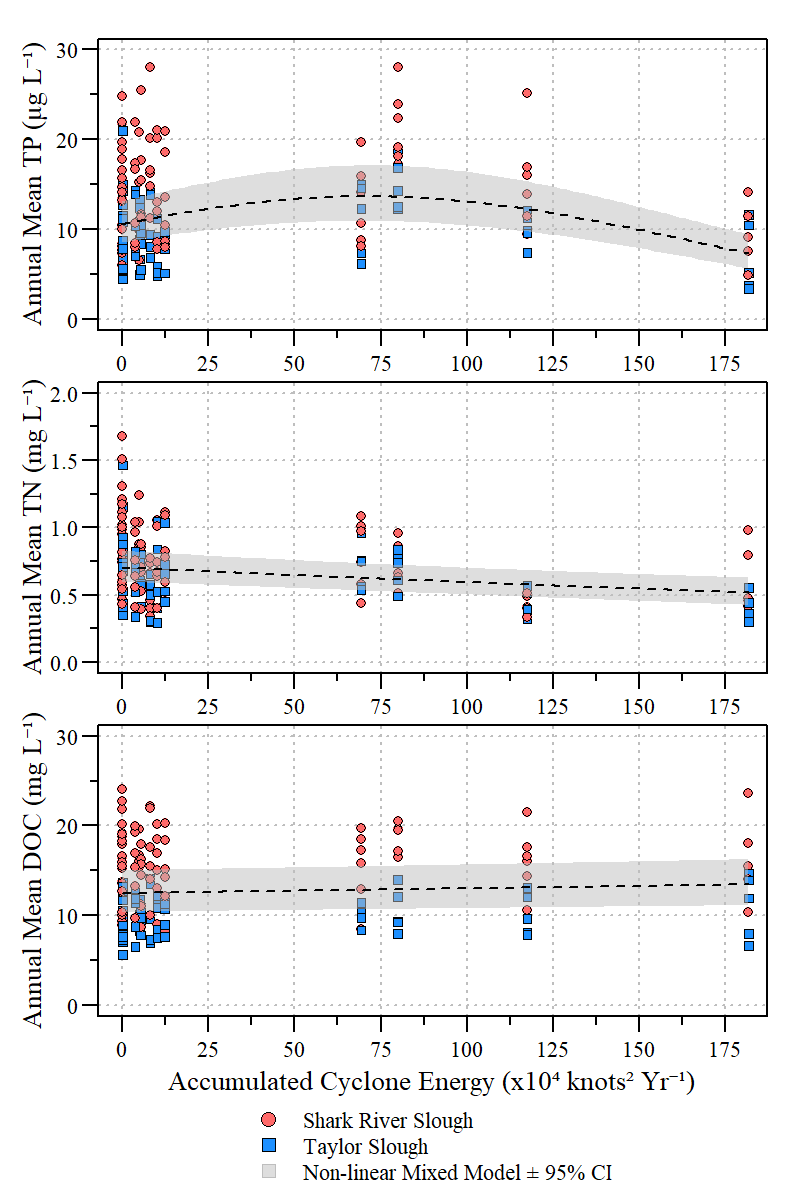 Annual Mean TP (µg L⁻¹)
30
20
10
0
0 25 50 75 100 125 150 175
Annual Mean TN (mg L⁻¹)
2.0
1.5
1.0
0.5
0.0
0 25 50 75 100 125 150 175
Annual Mean DOC (mg L⁻¹)
30
20
10
0
0 25 50 75 100 125 150 175
Accumulated Cyclone Energy (x10⁴ knots² Yr⁻¹)
Shark River Slough
Taylor Slough
Non-linear Mixed Model ± 95% CI